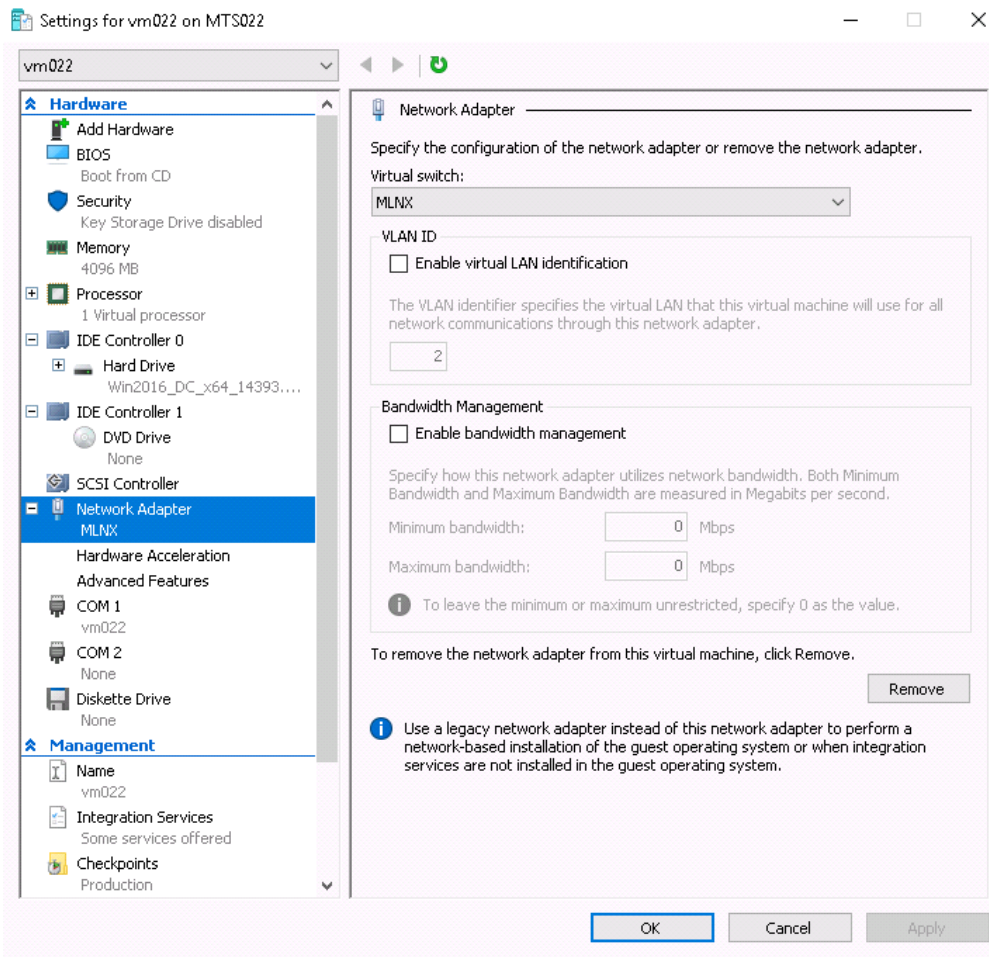 Settings for vm022 on MTS022
vm022
Hardware
Add Hardware
BIOS
Boot from CD
Security
Key Storage Drive disabled
Memory
4096 MB
Processor
1 Virtual processor
IDE Controller 0
Hard Drive
Win2016_DC_x64_14393....
IDE Controller 1
DVD Drive
None
SCSI Controller
Network Adapter
MLNX
Hardware Acceleration
Advanced Features
COM 1
vm022
COM 2
None
Diskette Drive
None
Management
Name
vm022
Integration Services
Some services offered
Checkpoints
Production
Network Adapter
Specify the configuration of the network adapter or remove the network adapter.
Virtual switch:
MLNX
VLAN ID
Enable virtual LAN identification
The VLAN identifier specifies the virtual LAN that this virtual machine will use for all
network communications through this network adapter.
2
Bandwidth Management
Enable bandwidth management
Specify how this network adapter utilizes network bandwidth. Both Minimum
Bandwidth and Maximum Bandwidth are measured in Megabits per second.
Minimum bandwidth: 0 Mbps
Maximum bandwidth: 0 Mbps
To leave the minimum or maximum unrestricted, specify 0 as the value.
To remove the network adapter from this virtual machine, click Remove.
Remove
Use a legacy network adapter instead of this network adapter to perform a
network-based installation of the guest operating system or when integration
services are not installed in the guest operating system.
OK Cancel Apply